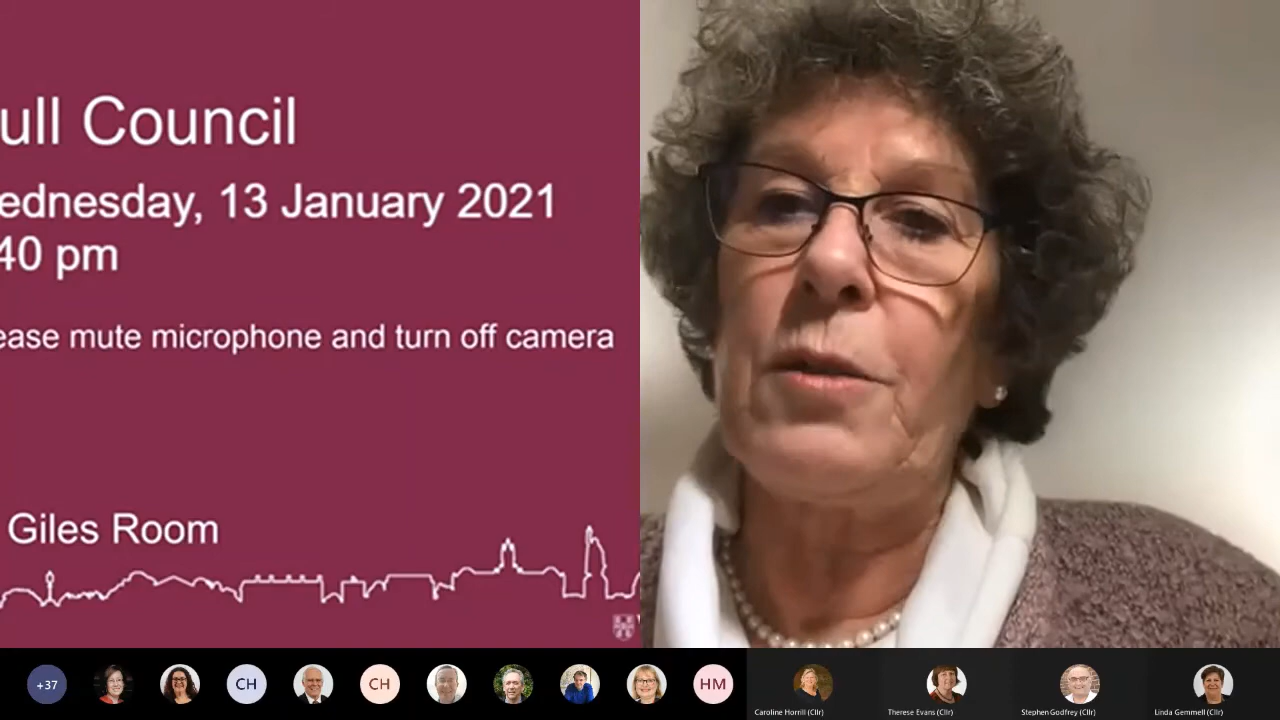 ull Council
ednesday, 13 January 2021
40 pm
ease mute microphone and turn off camera
Giles Room
+37
CH
CH
HM
Caroline Horrill (Cllr)
Therese Evans (Cllr)
Stephen Godfrey (Cllr)
Linda Gemmell (Cllr)